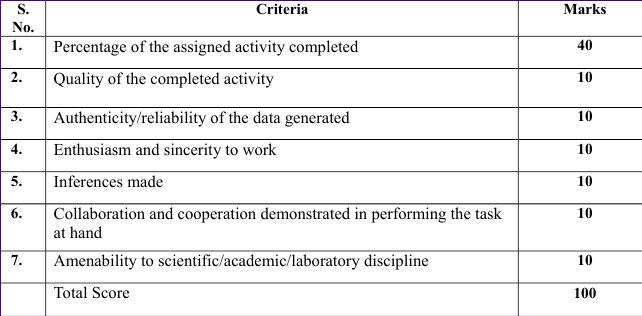 S. No. Criteria Marks
1. Percentage of the assigned activity completed 40
2. Quality of the completed activity 10
3. Authenticity/reliability of the data generated 10
4. Enthusiasm and sincerity to work 10
5. Inferences made 10
6. Collaboration and cooperation demonstrated in performing the task 10
at hand
7. Amenability to scientific/academic/laboratory discipline 10
Total Score 100